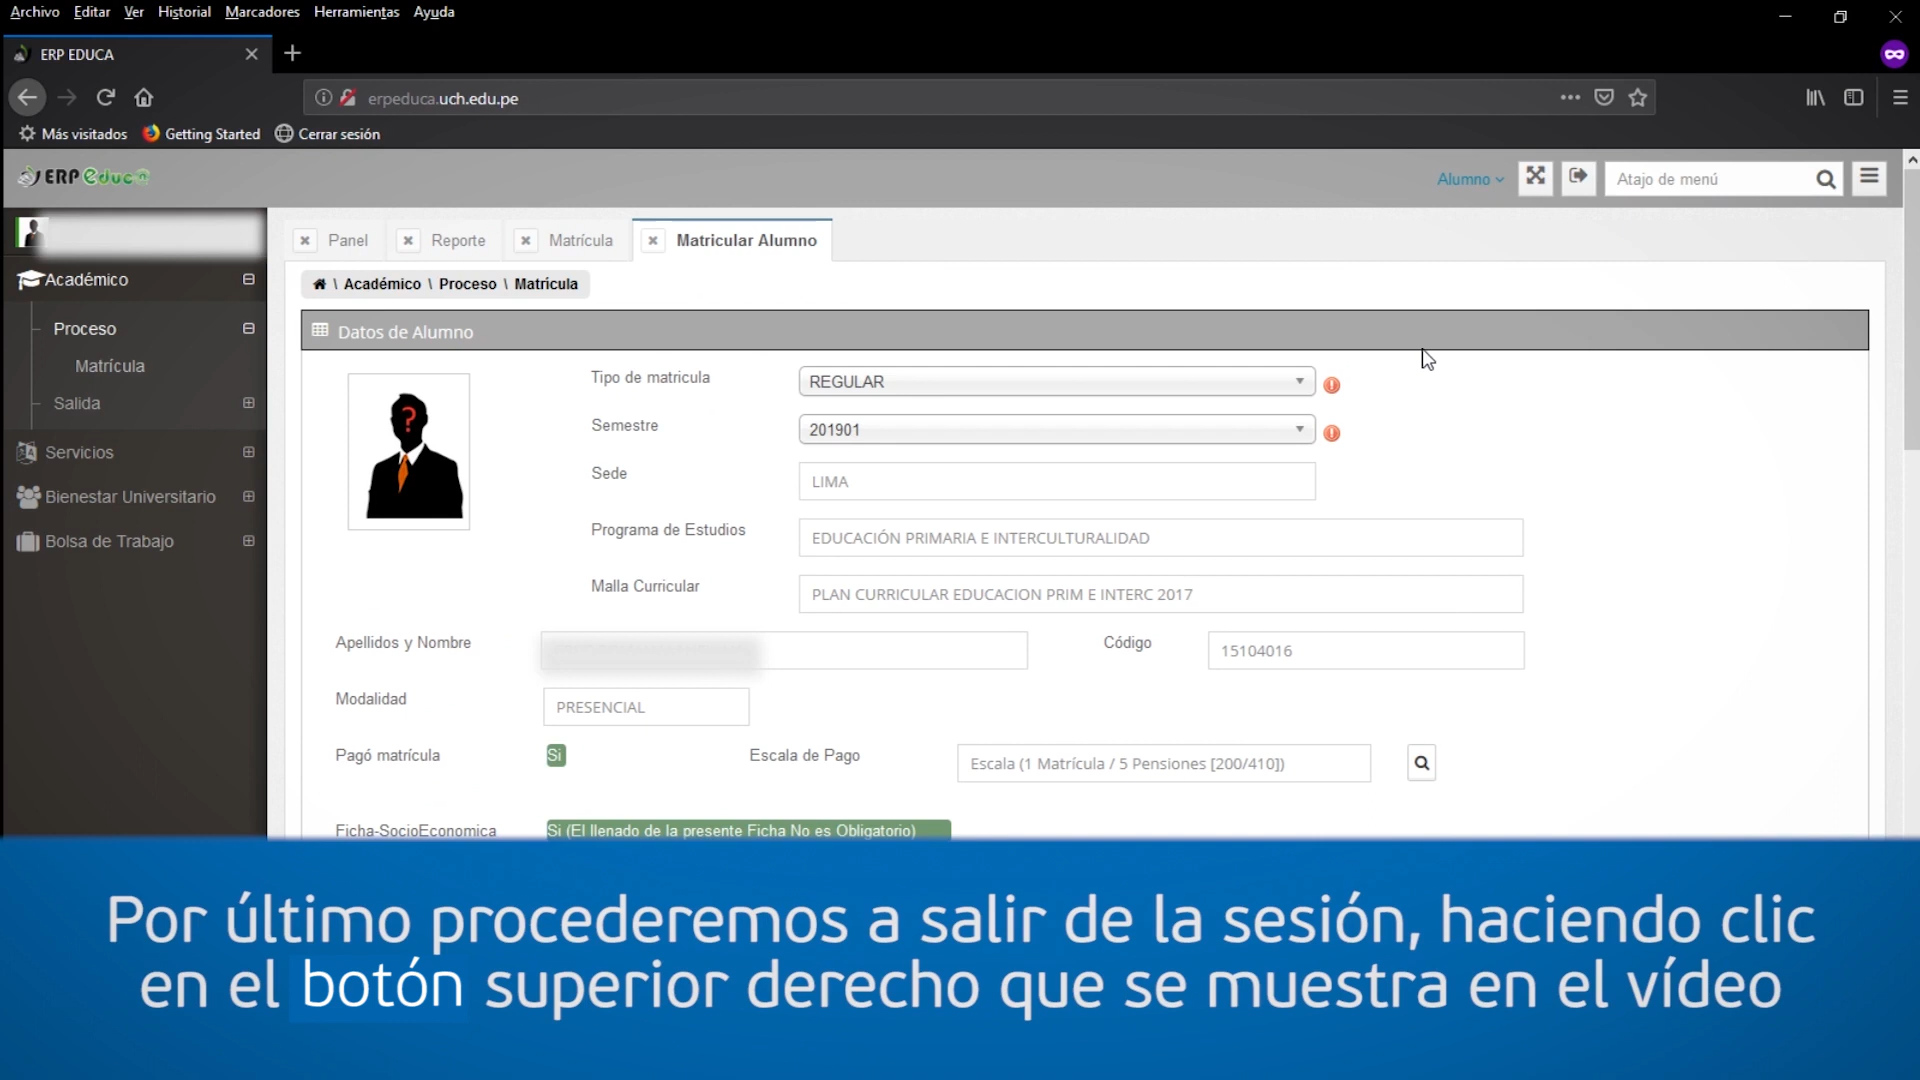 Archivo Editar Ver Historial Marcadores Herramientas Ayuda
ERP EDUCA
erpeduca.uch.edu.pe
Más visitados Getting Started Cerrar sesión
ERP educa
Alumno
Atajo de menú
Panel Reporte Matrícula Matricular Alumno
Académico
\ Académico \ Proceso \ Matrícula
Proceso
Datos de Alumno
Matrícula
Salida
Servicios
Bienestar Universitario
Bolsa de Trabajo
?
Tipo de matricula REGULAR
Semestre 201901
Sede LIMA
Programa de Estudios EDUCACIÓN PRIMARIA E INTERCULTURALIDAD
Malla Curricular PLAN CURRICULAR EDUCACION PRIM E INTERC 2017
Apellidos y Nombre Código 15104016
Modalidad PRESENCIAL
Pagó matrícula Si Escala de Pago Escala (1 Matrícula / 5 Pensiones [200/410])
Ficha-SocioEconomica Si (El llenado de la presente Ficha No es Obligatorio)
Por último procederemos a salir de la sesión, haciendo clic
en el botón superior derecho que se muestra en el vídeo